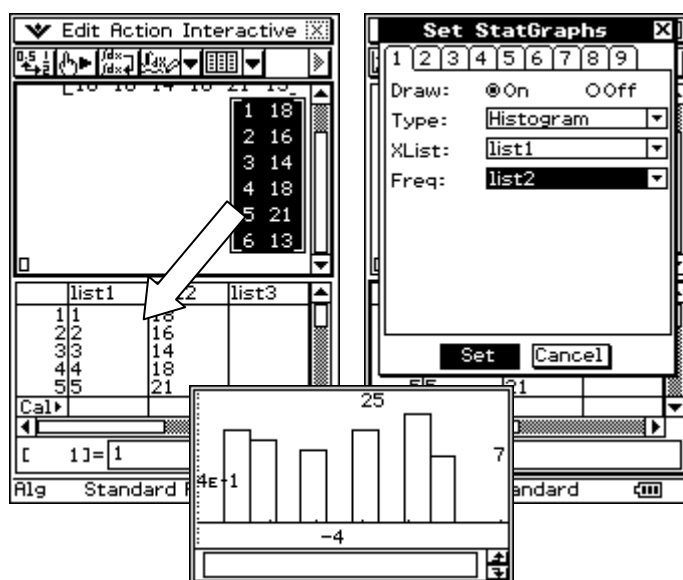 Edit Action Interactive
1 18
2 16
3 14
4 18
5 21
6 13
list1 list3
1 1 18
2 2 16
3 3 14
4 4 18
5 5 21
Cal
[ 1]= 1
Alg Standard
Set StatGraphs
1 2 3 4 5 6 7 8 9
Draw: On Off
Type: Histogram
XList: list1
Freq: list2
Set Cancel
21
andard
25
7
4E-1
-4